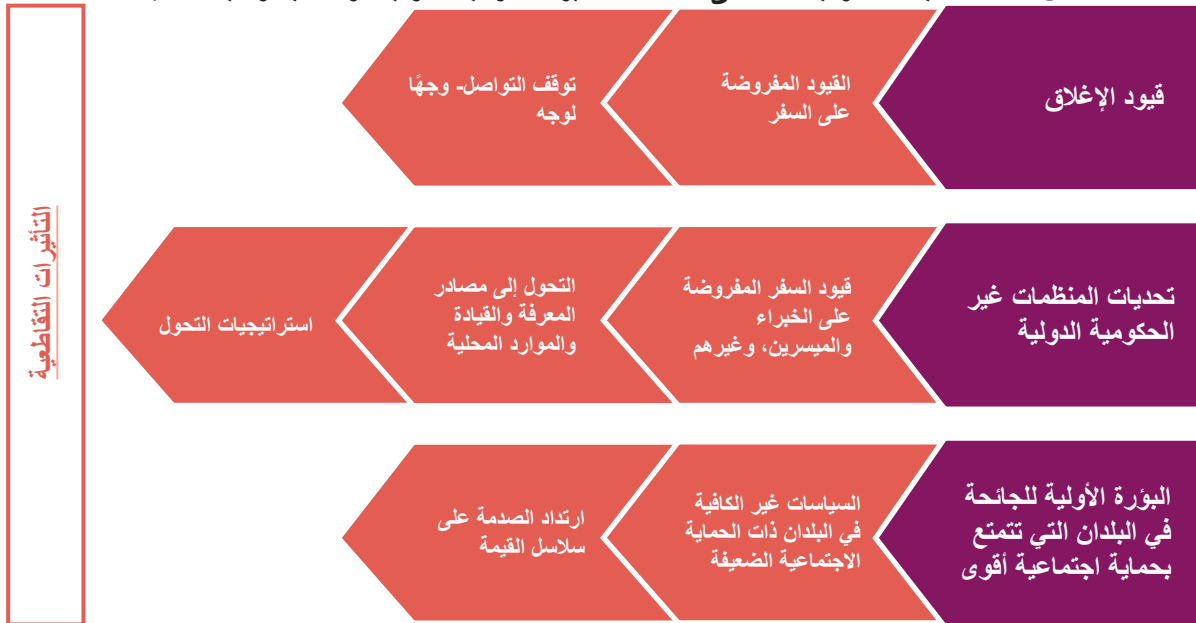 قيود الإغلاق
القيود المفروضة
على السفر
توقف التواصل- وجهًا
لوجه
تحديات المنظمات غير
الحكومية الدولية
قيود السفر المفروضة
على الخبراء
والميسرين، وغيرهم
التحول إلى مصادر
المعرفة والقيادة
والموارد المحلية
استراتيجيات التحول
البؤرة الأولية للجائحة
في البلدان التي تتمتع
بحماية اجتماعية أقوى
السياسات غير الكافية
في البلدان ذات الحماية
الاجتماعية الضعيفة
ارتداد الصدمة على
سلاسل القيمة
التأثيرات التقاطعية